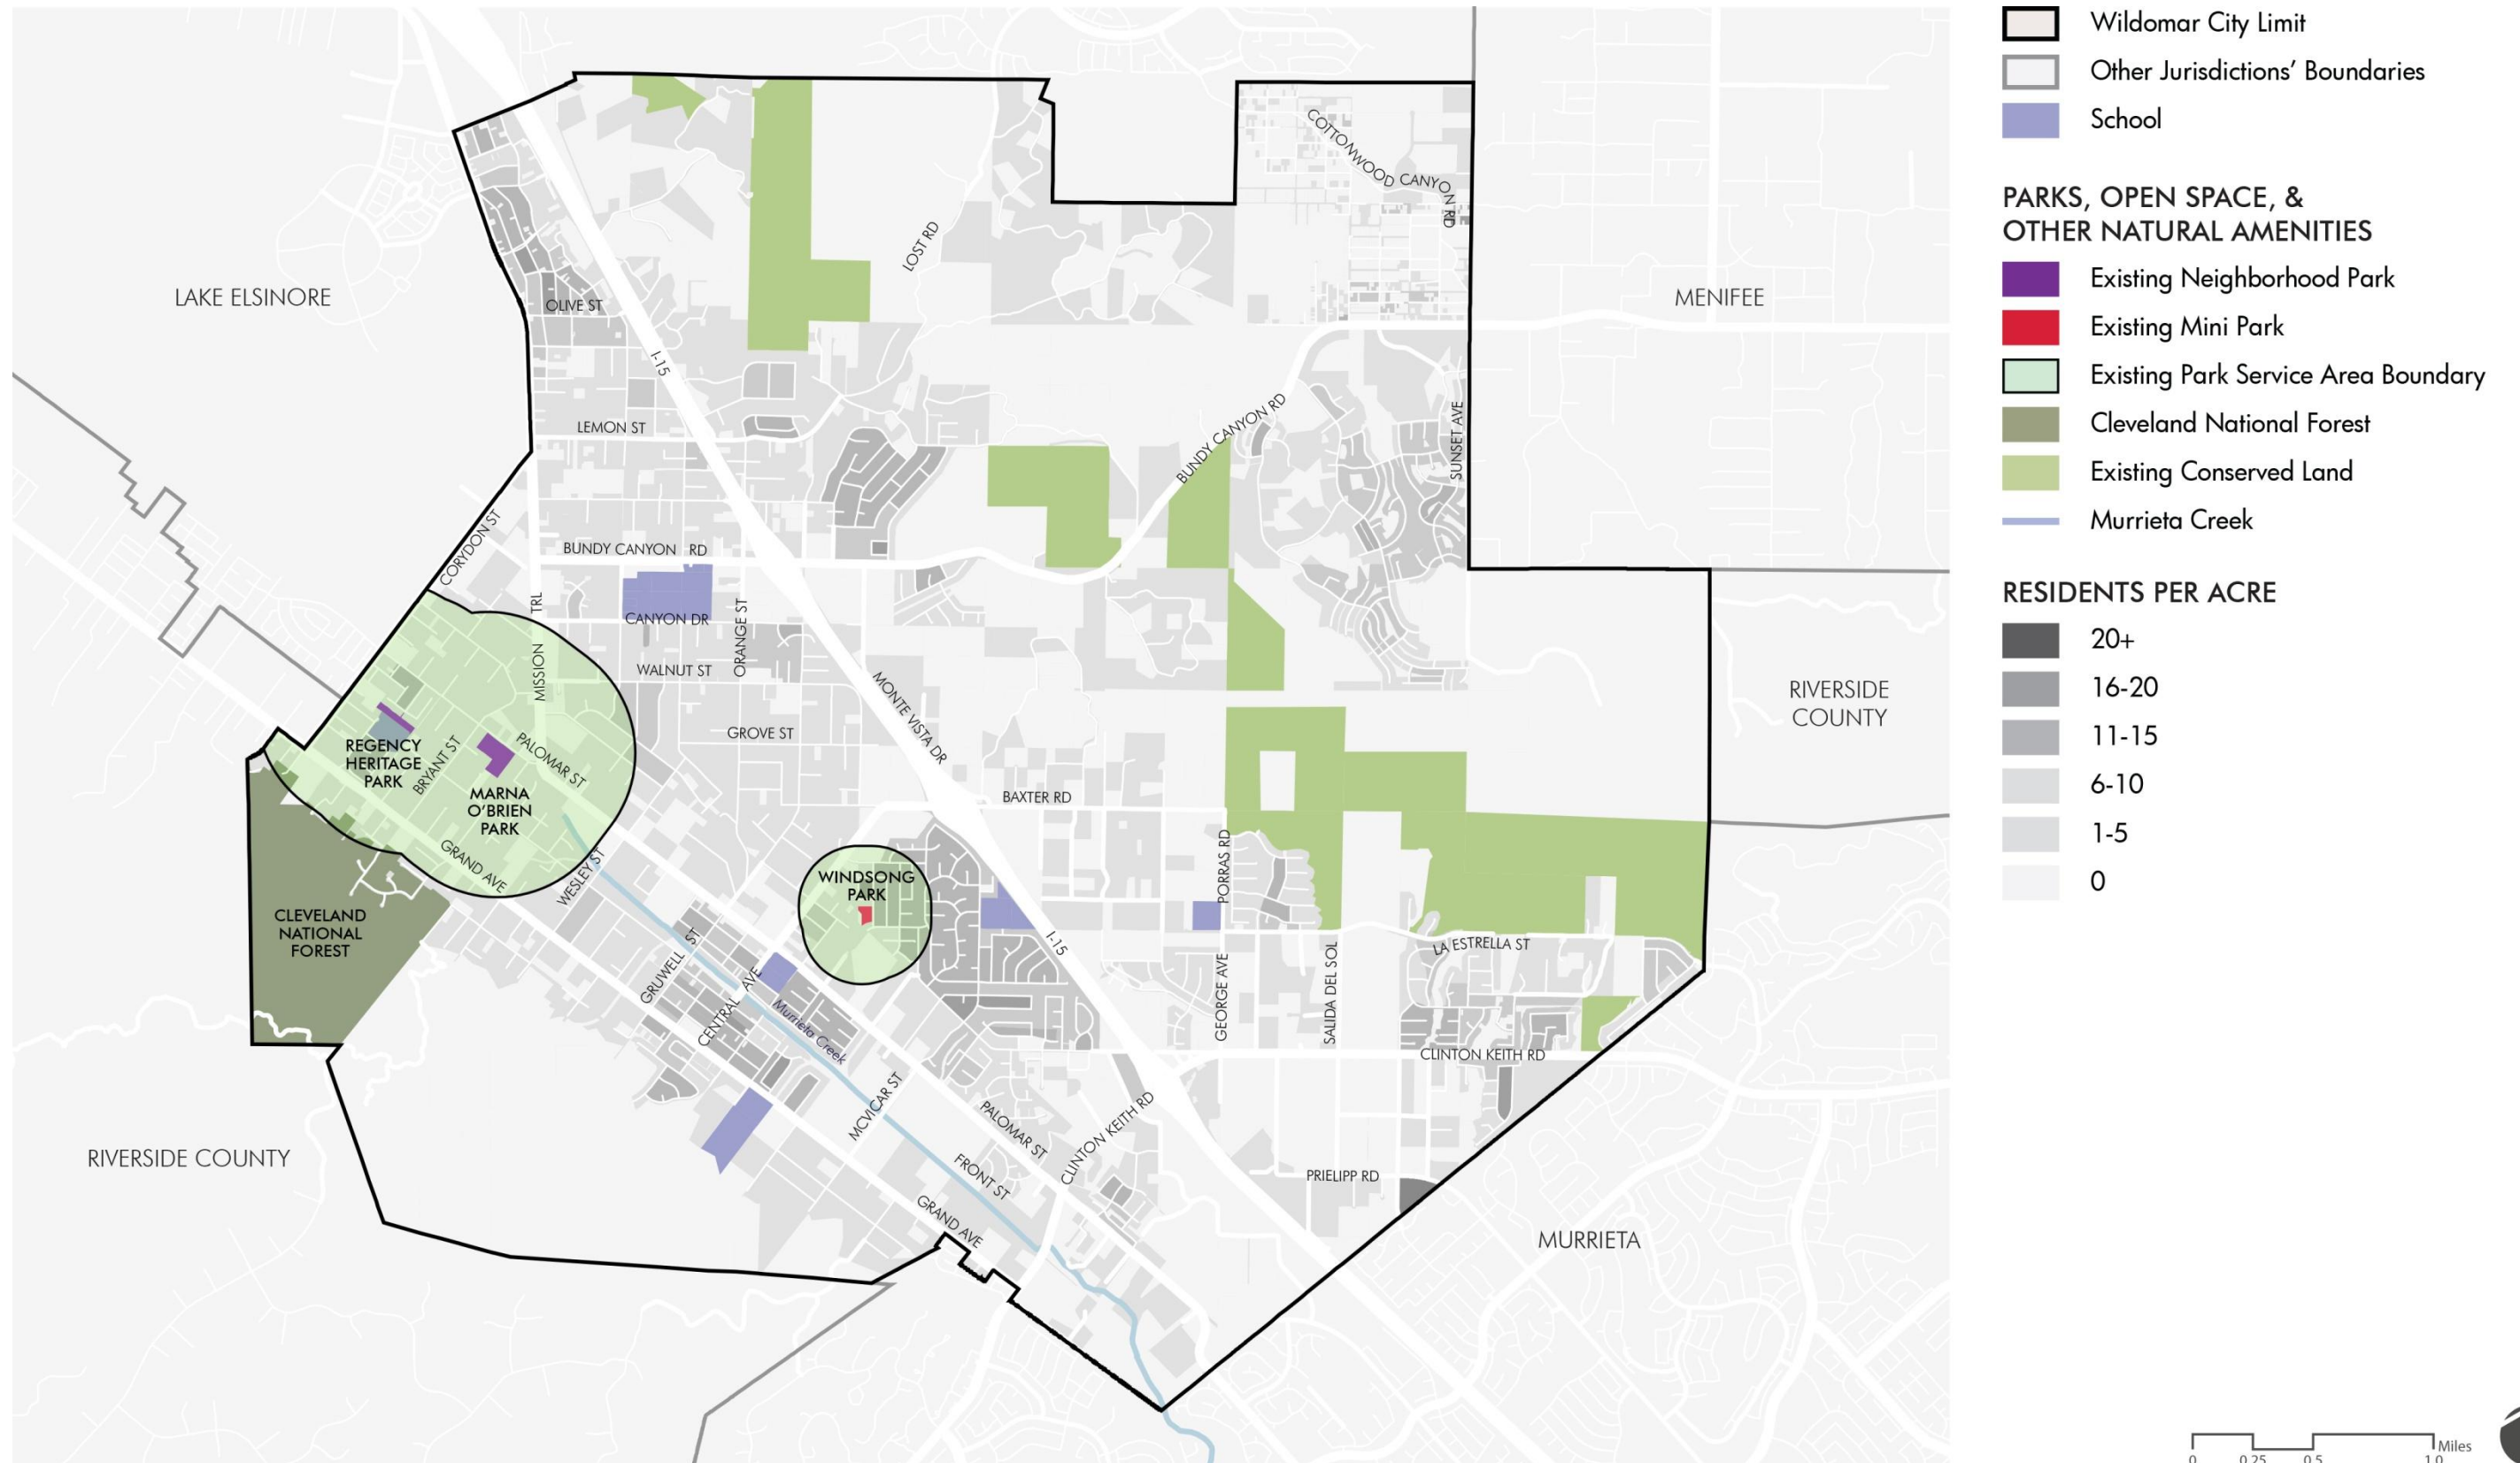 Wildomar City Limit
Other Jurisdictions' Boundaries
School
PARKS, OPEN SPACE, &
OTHER NATURAL AMENITIES
Existing Neighborhood Park
Existing Mini Park
Existing Park Service Area Boundary
Cleveland National Forest
Existing Conserved Land
Murrieta Creek
RESIDENTS PER ACRE
20+
16-20
11-15
6-10
1-5
0
COTTONWOOD CANYON RD
LOST RD
LAKE ELSINORE
MENIFEE
OLIVE ST
I-15
LEMON ST
BUNDY CANYON RD
SUNSET AVE
CORYDON ST
BUNDY CANYON RD
MISSION TRL
CANYON DR
ORANGE ST
WALNUT ST
MONTE VISTA DR
RIVERSIDE
COUNTY
GROVE ST
REGENCY
HERITAGE
PARK
BRYANT ST
PALOMAR ST
MARNA
O'BRIEN
PARK
BAXTER RD
GRAND AVE
WESLEY ST
WINDSONG
PARK
PORRAS RD
CLEVELAND
NATIONAL
FOREST
I-15
LA ESTRELLA ST
GRUWELL ST
CENTRAL AVE
Murrieta Creek
GEORGE AVE
SALIDA DEL SOL
CLINTON KEITH RD
MCVICAR ST
PALOMAR ST
CLINTON KEITH RD
RIVERSIDE COUNTY
FRONT ST
PRIELIPP RD
GRAND AVE
MURRIETA
Miles
0 0.25 0.5 1.0